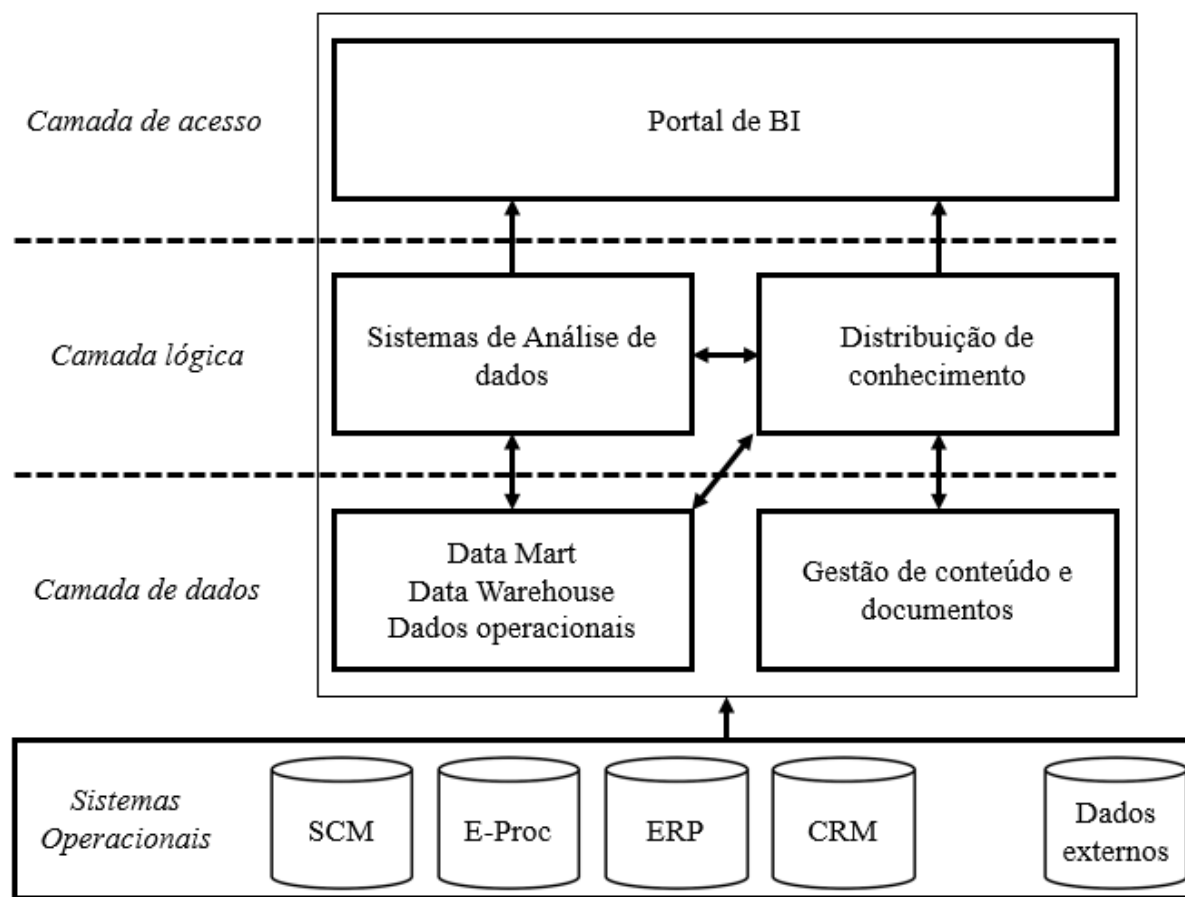 Camada de acesso
Portal de BI
Camada lógica
Sistemas de Análise de
dados
Distribuição de
conhecimento
Camada de dados
Data Mart
Data Warehouse
Dados operacionais
Gestão de conteúdo e
documentos
Sistemas
Operacionais
SCM
E-Proc
ERP
CRM
Dados
externos